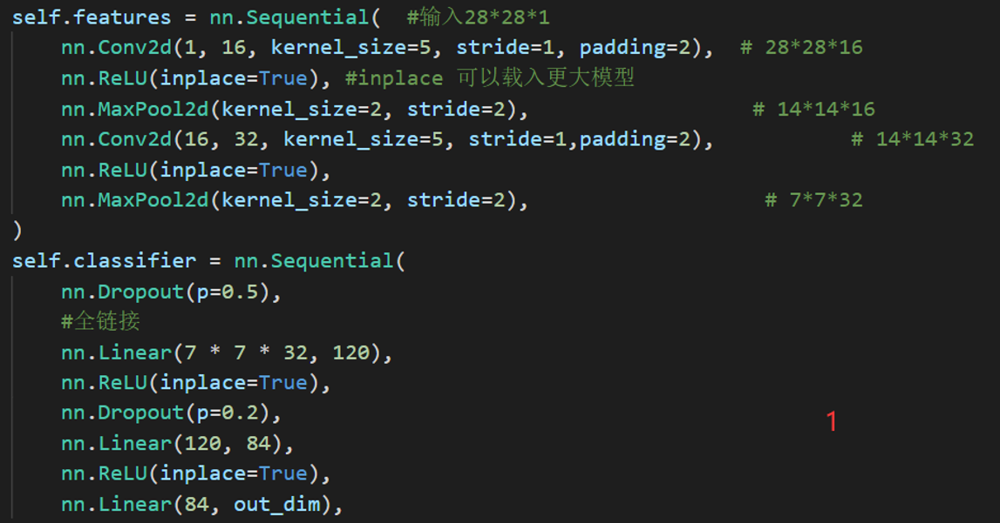 self.features = nn.Sequential(  #输入28*28*1
    nn.Conv2d(1, 16, kernel_size=5, stride=1, padding=2),  # 28*28*16
    nn.ReLU(inplace=True), #inplace 可以载入更大模型
    nn.MaxPool2d(kernel_size=2, stride=2),                  # 14*14*16
    nn.Conv2d(16, 32, kernel_size=5, stride=1,padding=2),           # 14*14*32
    nn.ReLU(inplace=True),
    nn.MaxPool2d(kernel_size=2, stride=2),                   # 7*7*32
)
self.classifier = nn.Sequential(
    nn.Dropout(p=0.5),
    #全链接
    nn.Linear(7 * 7 * 32, 120),
    nn.ReLU(inplace=True),
    nn.Dropout(p=0.2),
1
    nn.Linear(120, 84),
    nn.ReLU(inplace=True),
    nn.Linear(84, out_dim),